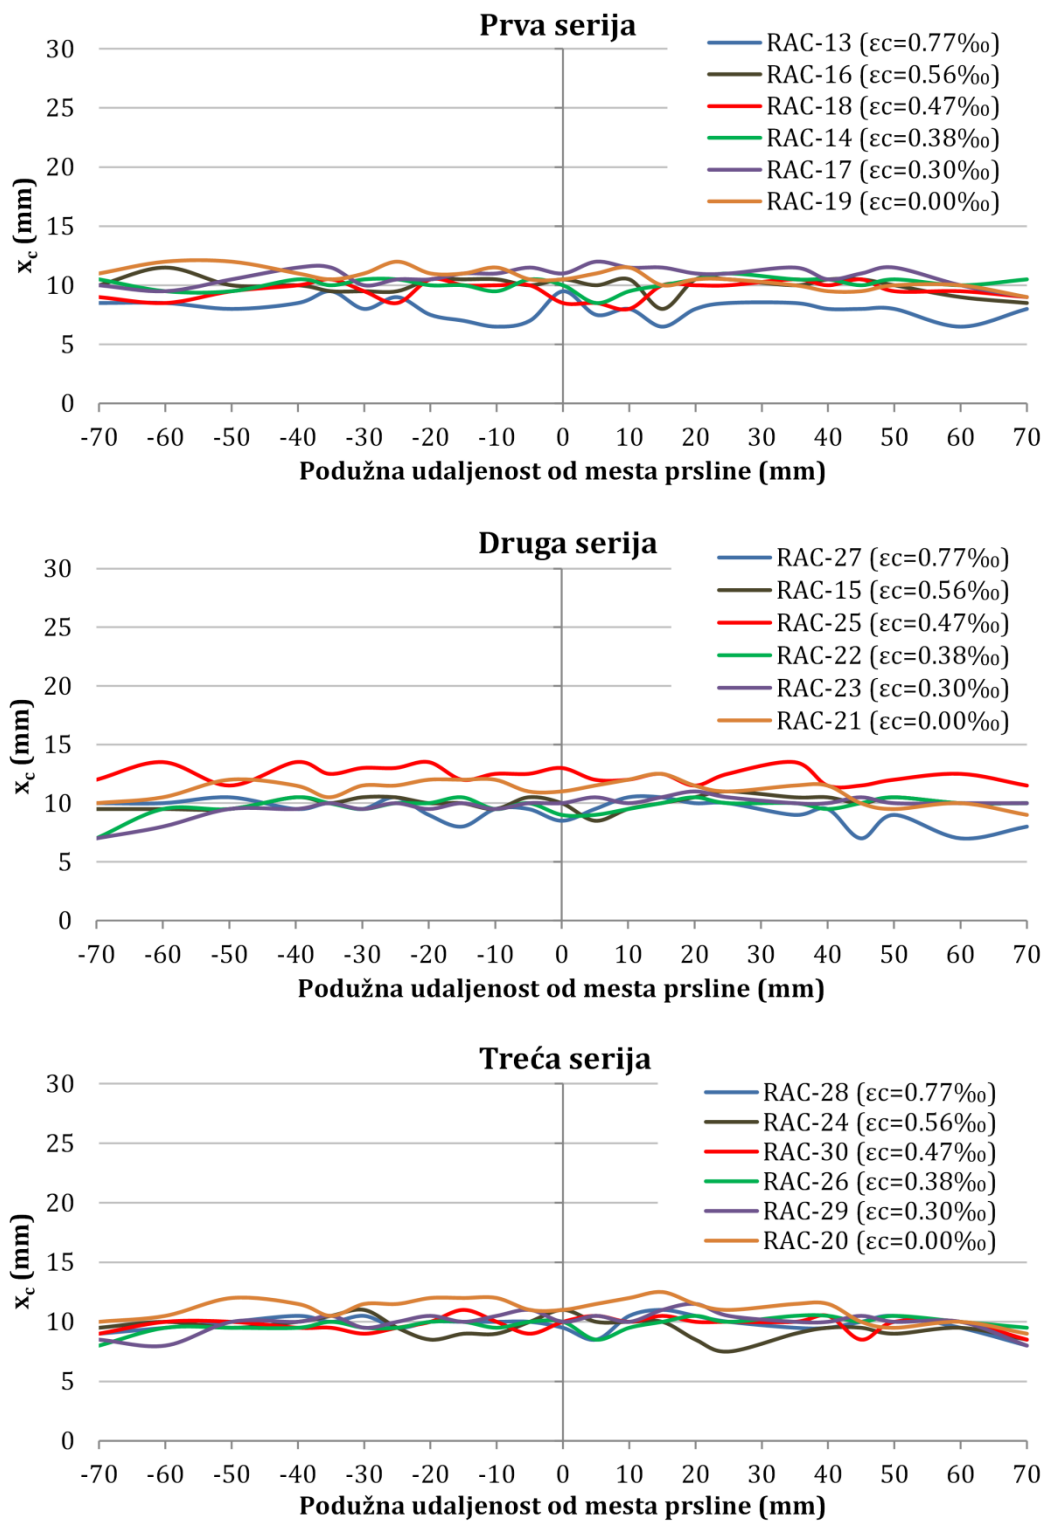 Prva serija
RAC-13 (εc=0.77‰)
RAC-16 (εc=0.56‰)
RAC-18 (εc=0.47‰)
RAC-14 (εc=0.38‰)
RAC-17 (εc=0.30‰)
RAC-19 (εc=0.00‰)
30
25
20
15
10
5
0
x_c (mm)
-70 -60 -50 -40 -30 -20 -10 0 10 20 30 40 50 60 70
Podužna udaljenost od mesta prsline (mm)
Druga serija
RAC-27 (εc=0.77‰)
RAC-15 (εc=0.56‰)
RAC-25 (εc=0.47‰)
RAC-22 (εc=0.38‰)
RAC-23 (εc=0.30‰)
RAC-21 (εc=0.00‰)
30
25
20
15
10
5
0
x_c (mm)
-70 -60 -50 -40 -30 -20 -10 0 10 20 30 40 50 60 70
Podužna udaljenost od mesta prsline (mm)
Treća serija
RAC-28 (εc=0.77‰)
RAC-24 (εc=0.56‰)
RAC-30 (εc=0.47‰)
RAC-26 (εc=0.38‰)
RAC-29 (εc=0.30‰)
RAC-20 (εc=0.00‰)
30
25
20
15
10
5
0
x_c (mm)
-70 -60 -50 -40 -30 -20 -10 0 10 20 30 40 50 60 70
Podužna udaljenost od mesta prsline (mm)